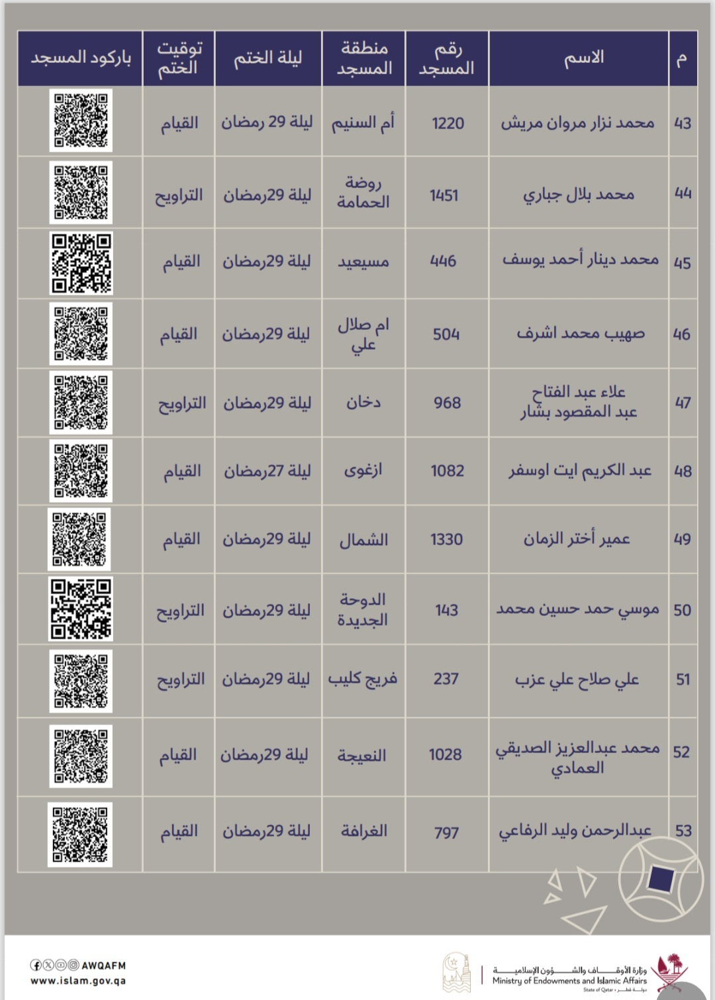 م الاسم رقم المسجد منطقة المسجد ليلة الختم توقيت الختم باركود المسجد
43 محمد نزار مروان مريش 1220 أم السنيم ليلة 29 رمضان القيام
44 محمد بلال جباري 1451 روضة الحمامة ليلة 29رمضان التراويح
45 محمد دينار أحمد يوسف 446 مسيعيد ليلة 29رمضان القيام
46 صهيب محمد اشرف 504 ام صلال علي ليلة 29رمضان القيام
47 علاء عبد الفتاح عبد المقصود بشار 968 دخان ليلة 29رمضان التراويح
48 عبد الكريم ايت اوسفر 1082 ازغوى ليلة 27رمضان القيام
49 عمير أختر الزمان 1330 الشمال ليلة 29رمضان القيام
50 موسي حمد حسين محمد 143 الدوحة الجديدة ليلة 29رمضان التراويح
51 علي صلاح علي عزب 237 فريج كليب ليلة 29رمضان التراويح
52 محمد عبدالعزيز الصديقي العمادي 1028 النعيجة ليلة 29رمضان القيام
53 عبدالرحمن وليد الرفاعي 797 الغرافة ليلة 29رمضان القيام
وزارة الأوقـــاف والشـــؤون الإسلاميـــة
Ministry of Endowments and Islamic Affairs
State of Qatar • دولـة قطـر
AWQAFM
www.islam.gov.qa